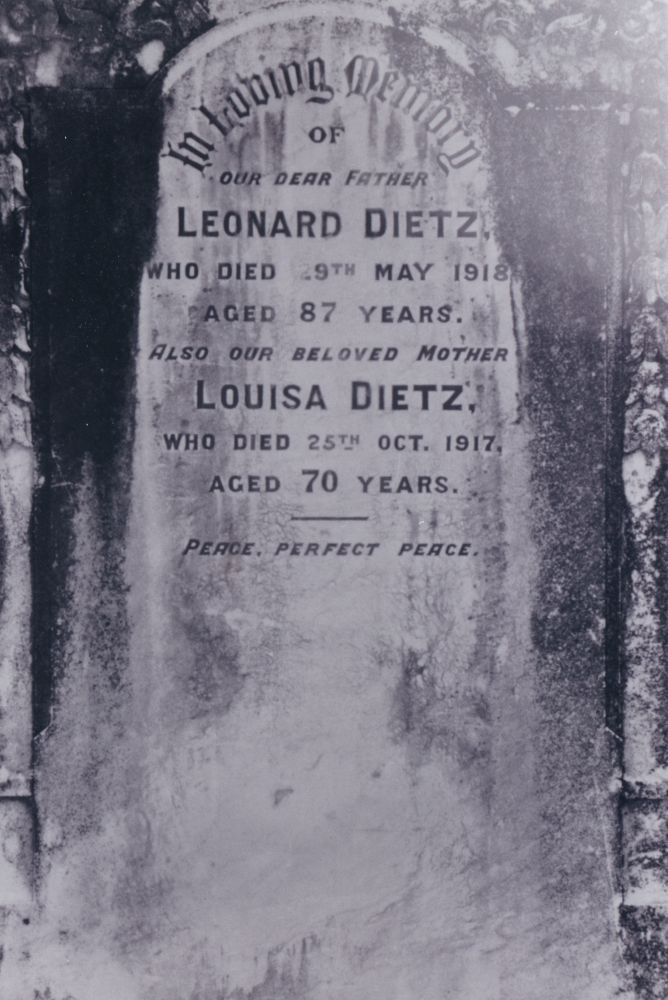 In Loving Memory
OF
OUR DEAR FATHER
LEONARD DIETZ,
WHO DIED 29TH MAY 1918
AGED 87 YEARS.
ALSO OUR BELOVED MOTHER
LOUISA DIETZ,
WHO DIED 25TH OCT. 1917,
AGED 70 YEARS.
PEACE, PERFECT PEACE.